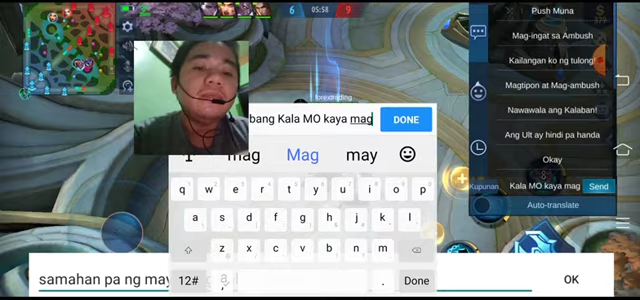 6 05:58 9
Push Muna
Mag-ingat sa Ambush
Kailangan ko ng tulong!
Magtipon at Mag-ambush
Nawawala ang Kalaban!
Ang Ult ay hindi pa handa
Okay
Kupunan Kala MO kaya mag Send
Auto-translate
forextrading
bang Kala MO kaya mag DONE
mag Mag may
q w e r t y u i o p
a s d f g h j k l
z x c v b n m
12# , . Done
samahan pa ng may OK